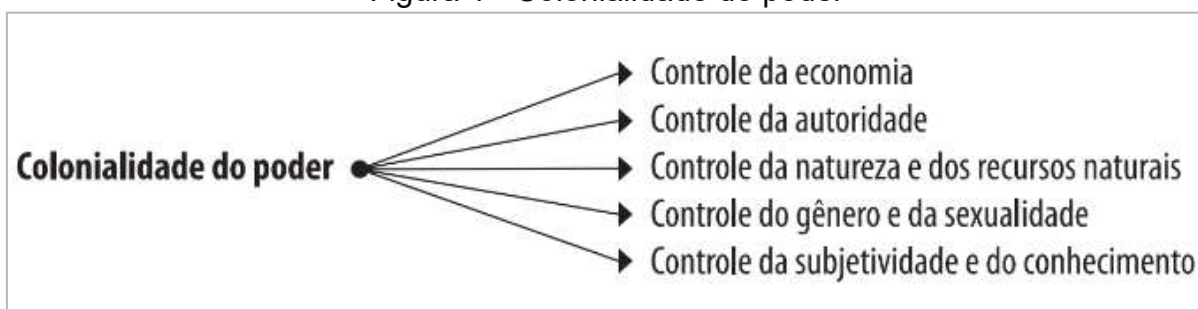 Controle da economia
Controle da autoridade
Colonialidade do poder
Controle da natureza e dos recursos naturais
Controle do gênero e da sexualidade
Controle da subjetividade e do conhecimento